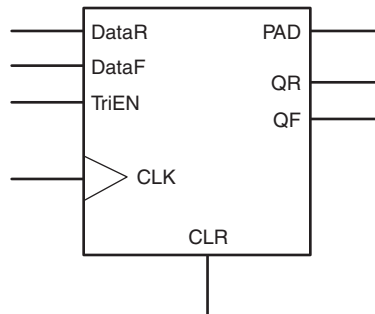 DataR
PAD
DataF
QR
TriEN
QF
CLK
CLR